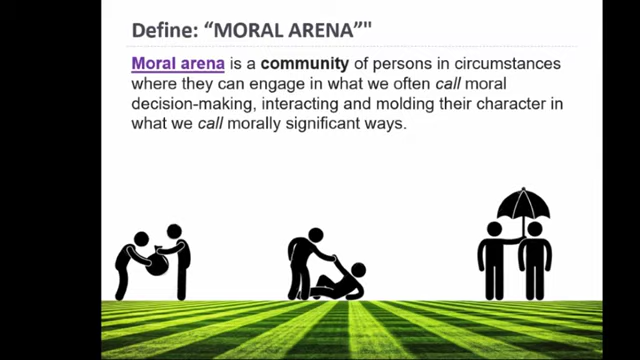 Define: “MORAL ARENA”"
Moral arena is a community of persons in circumstances
where they can engage in what we often call moral
decision-making, interacting and molding their character in
what we call morally significant ways.